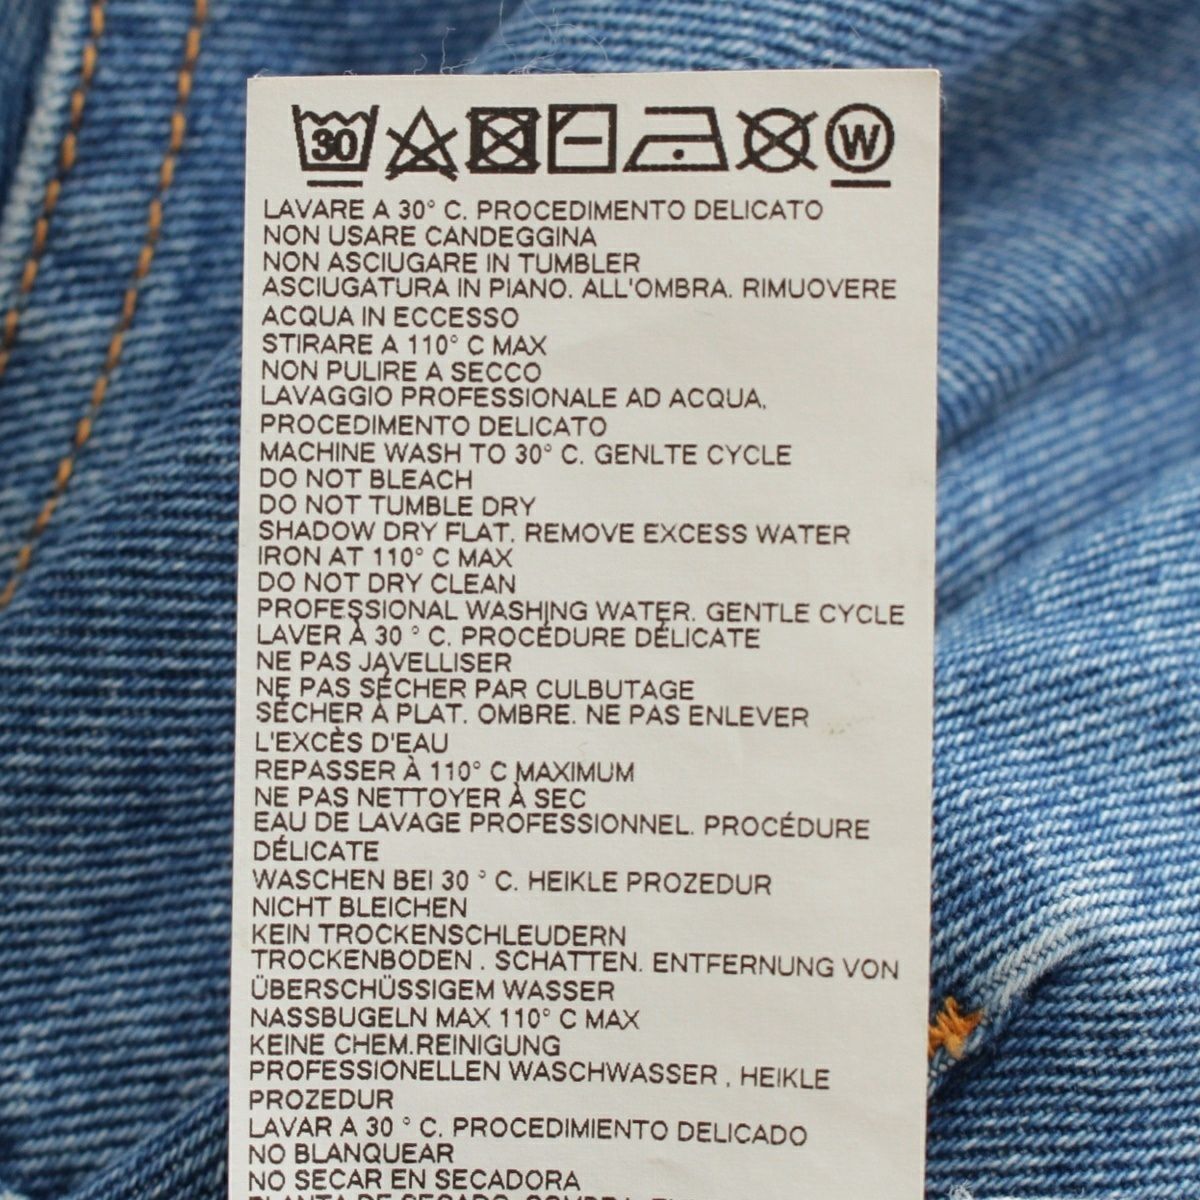 30 W
LAVARE A 30° C. PROCEDIMENTO DELICATO
NON USARE CANDEGGINA
NON ASCIUGARE IN TUMBLER
ASCIUGATURA IN PIANO. ALL'OMBRA. RIMUOVERE
ACQUA IN ECCESSO
STIRARE A 110° C MAX
NON PULIRE A SECCO
LAVAGGIO PROFESSIONALE AD ACQUA,
PROCEDIMENTO DELICATO
MACHINE WASH TO 30° C. GENLTE CYCLE
DO NOT BLEACH
DO NOT TUMBLE DRY
SHADOW DRY FLAT. REMOVE EXCESS WATER
IRON AT 110° C MAX
DO NOT DRY CLEAN
PROFESSIONAL WASHING WATER. GENTLE CYCLE
LAVER À 30 ° C. PROCÉDURE DÉLICATE
NE PAS JAVELLISER
NE PAS SÉCHER PAR CULBUTAGE
SÉCHER À PLAT. OMBRE. NE PAS ENLEVER
L'EXCÈS D'EAU
REPASSER À 110° C MAXIMUM
NE PAS NETTOYER À SEC
EAU DE LAVAGE PROFESSIONNEL. PROCÉDURE
DÉLICATE
WASCHEN BEI 30 ° C. HEIKLE PROZEDUR
NICHT BLEICHEN
KEIN TROCKENSCHLEUDERN
TROCKENBÖDEN . SCHATTEN. ENTFERNUNG VON
ÜBERSCHÜSSIGEM WASSER
NASSBUGELN MAX 110° C MAX
KEINE CHEM.REINIGUNG
PROFESSIONELLEN WASCHWASSER , HEIKLE
PROZEDUR
LAVAR A 30 ° C. PROCEDIMIENTO DELICADO
NO BLANQUEAR
NO SECAR EN SECADORA